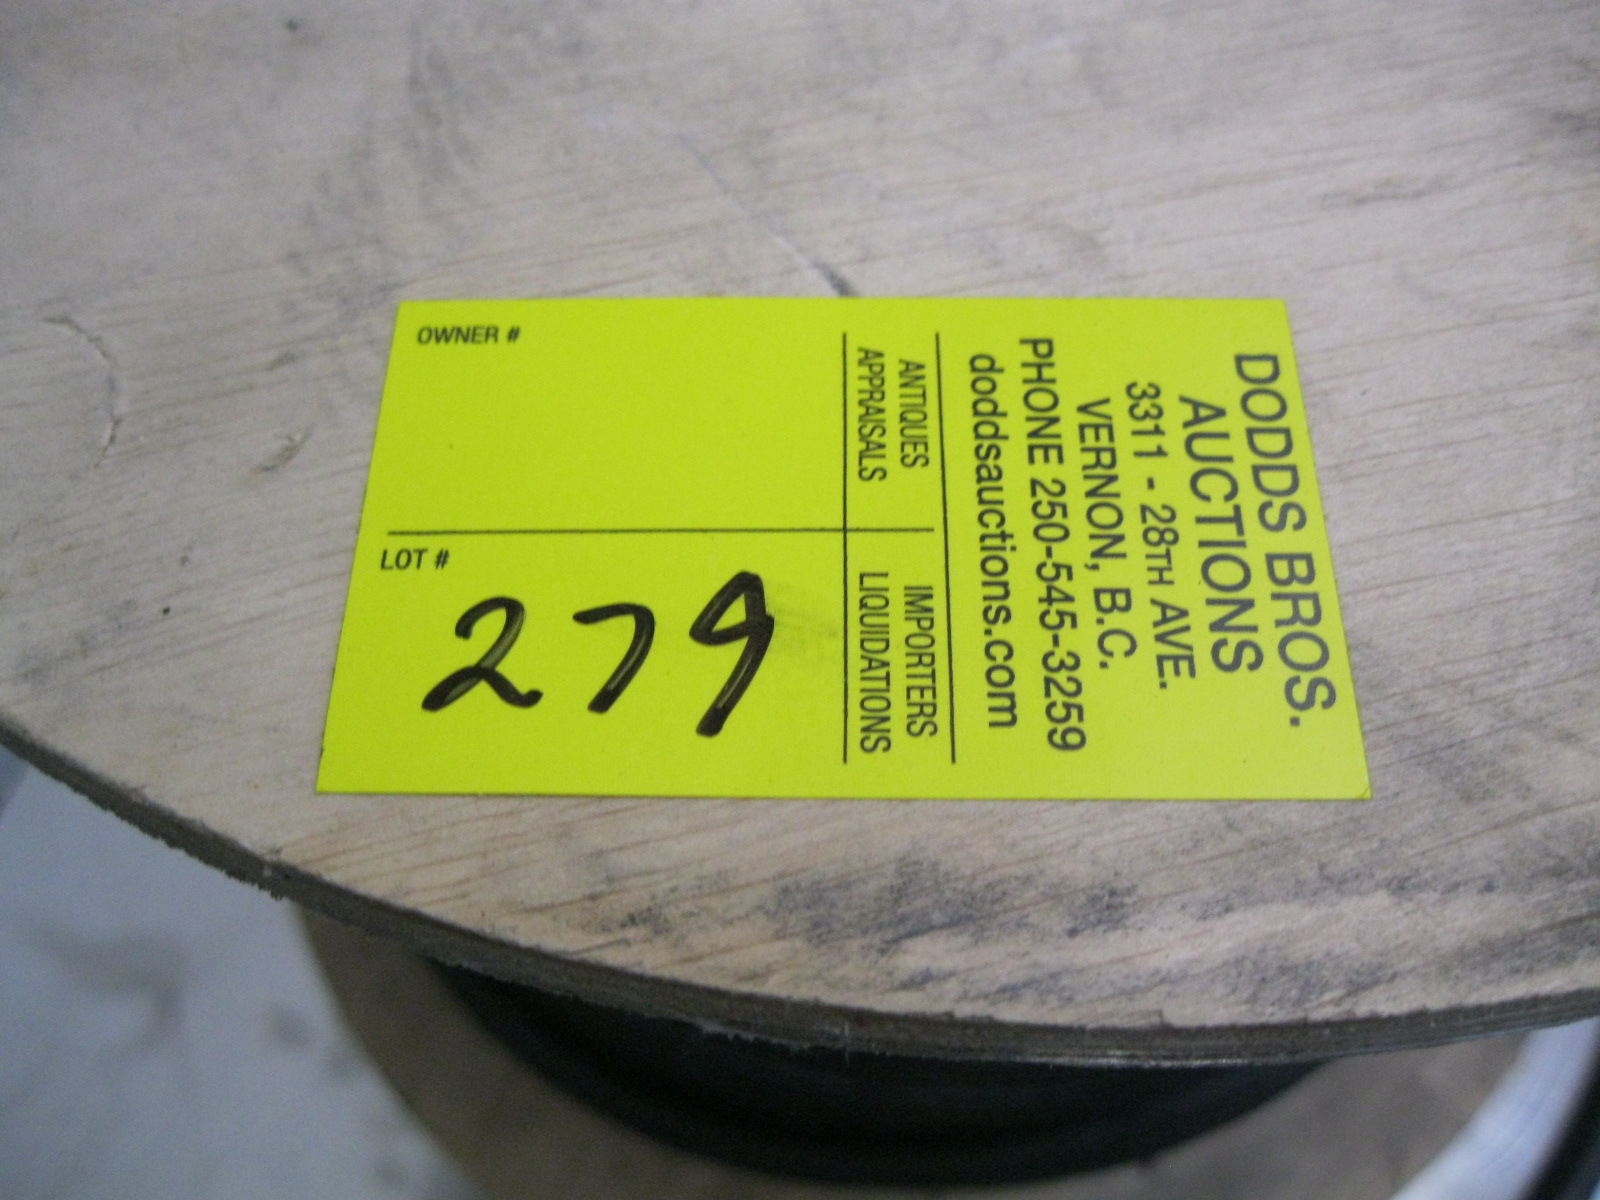 DODDS BROS.
AUCTIONS
3311 - 28TH AVE.
VERNON, B.C.
PHONE 250-545-3259
doddsauctions.com
ANTIQUES IMPORTERS
APPRAISALS LIQUIDATIONS
OWNER #
LOT #
279